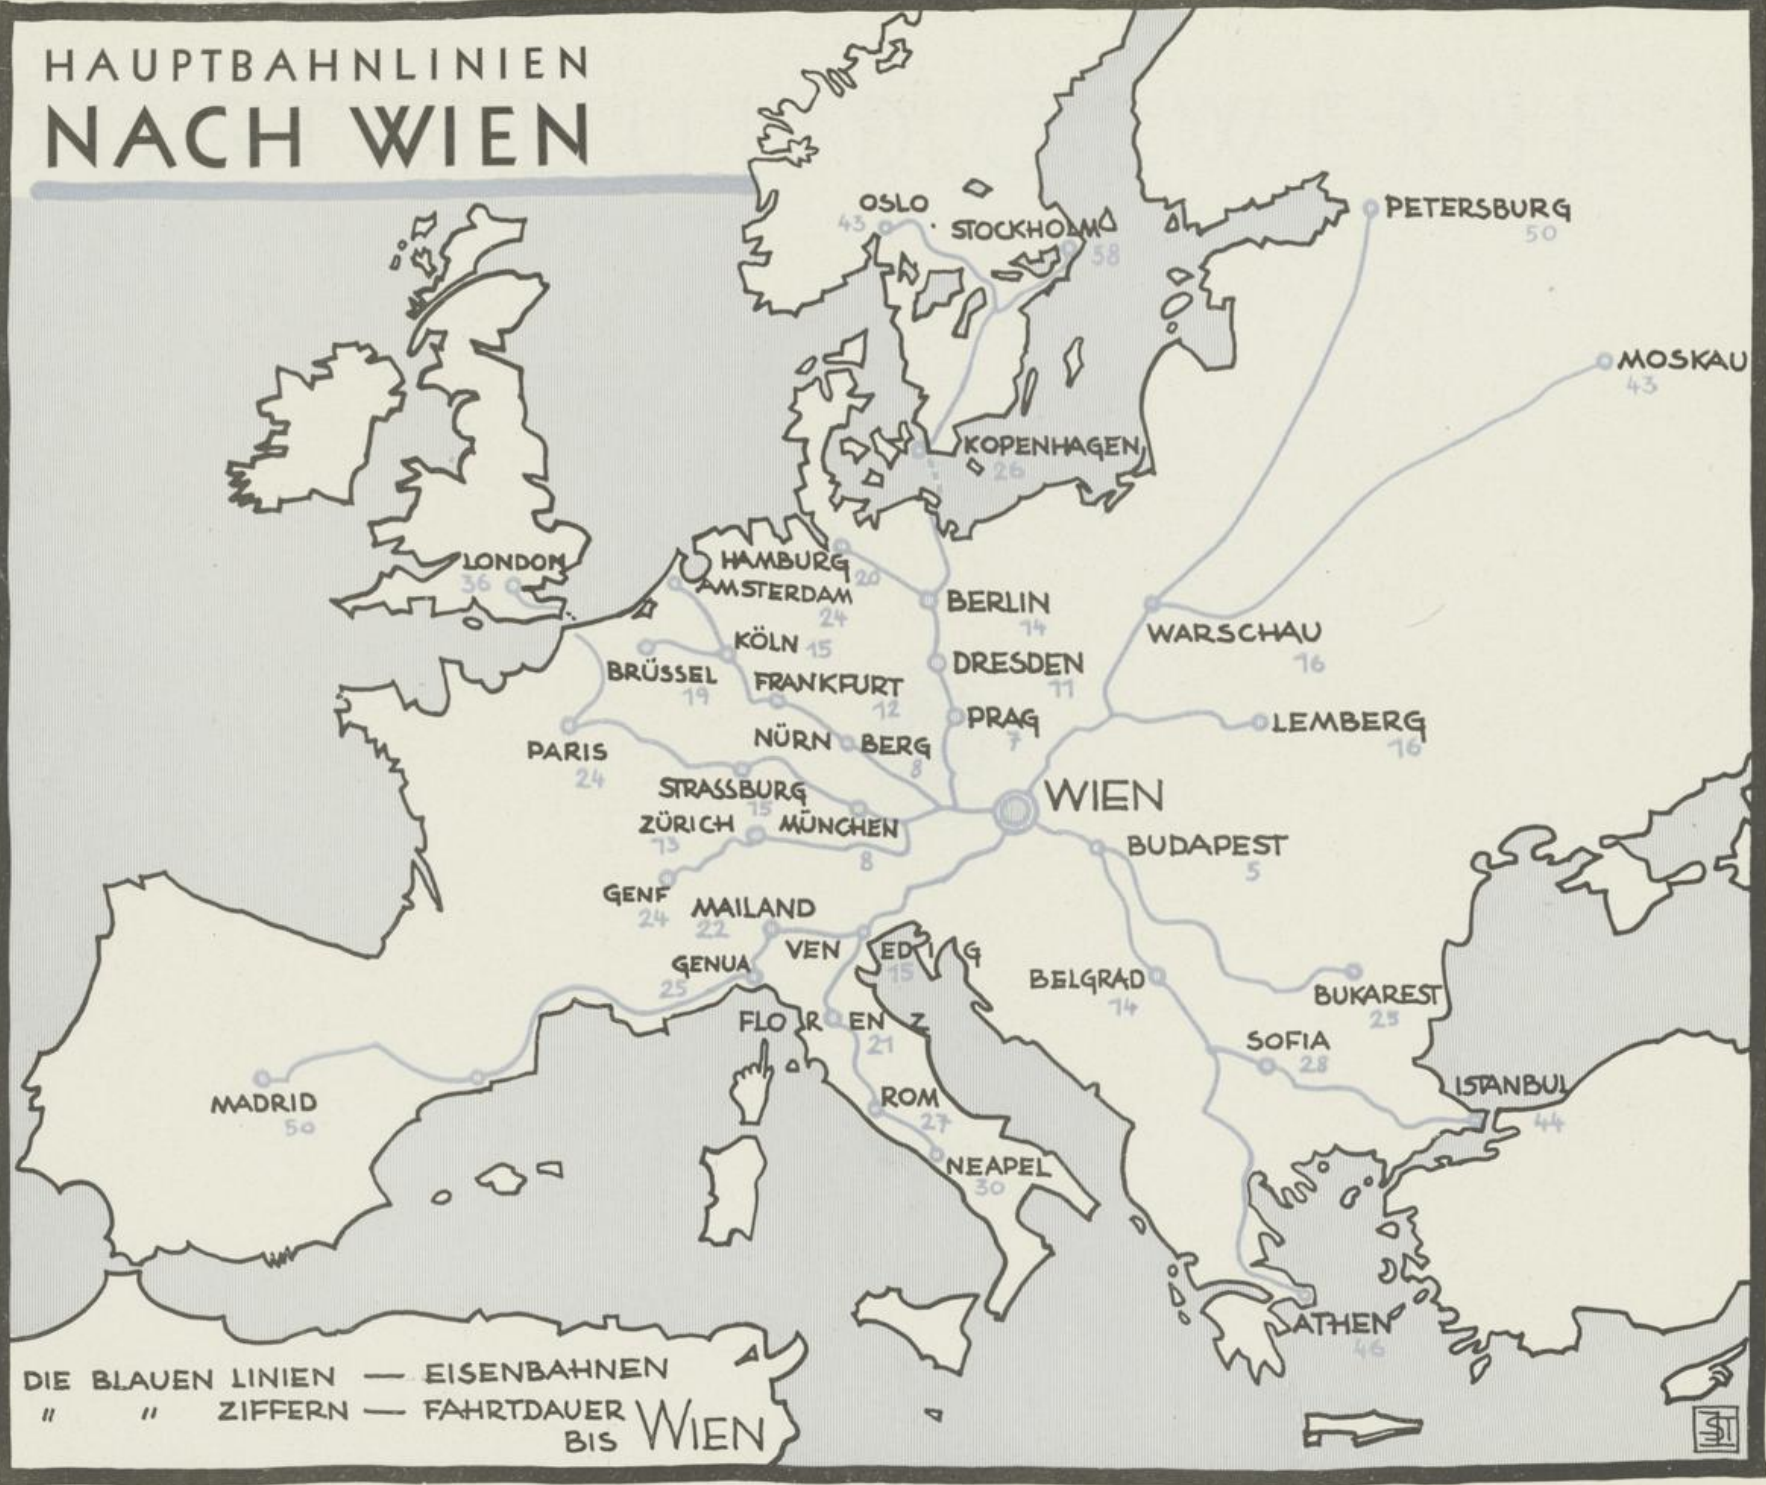 HAUPTBAHNLINIEN
NACH WIEN
OSLO
43
STOCKHOLM
38
PETERSBURG
50
MOSKAU
43
KOPENHAGEN
26
LONDON
36
HAMBURG
20
AMSTERDAM
24
BERLIN
14
WARSCHAU
16
KÖLN 15
BRÜSSEL
19
DRESDEN
11
FRANKFURT
12
PRAG
7
LEMBERG
16
NÜRNBERG
8
PARIS
24
STRASSBURG
15
WIEN
ZÜRICH
13
MÜNCHEN
8
BUDAPEST
5
GENF
24
MAILAND
22
VENEDIG
15
GENUA
25
BELGRAD
14
BUKAREST
25
FLORENZ
21
SOFIA
28
MADRID
50
ROM
27
ISTANBUL
44
NEAPEL
30
ATHEN
46
DIE BLAUEN LINIEN — EISENBAHNEN
" " ZIFFERN — FAHRTDAUER
BIS WIEN